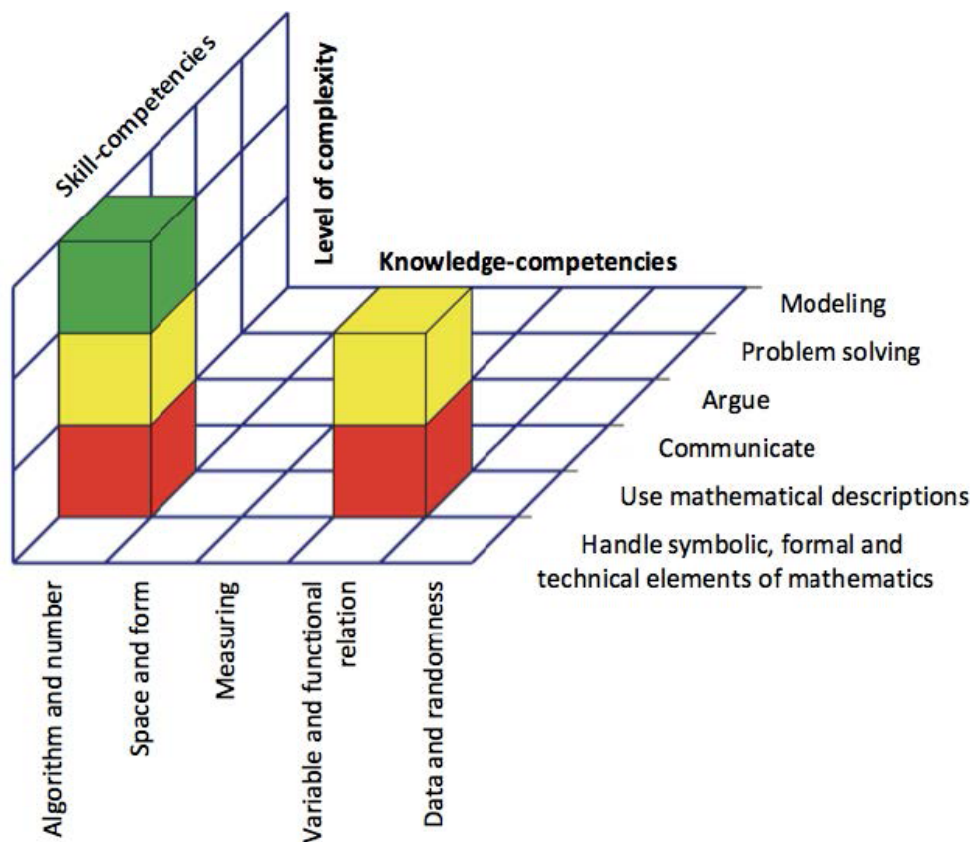 Skill-competencies
Level of complexity
Knowledge-competencies
Modeling
Problem solving
Argue
Communicate
Use mathematical descriptions
Handle symbolic, formal and
technical elements of mathematics
Algorithm and number
Space and form
Measuring
Variable and functional
relation
Data and randomness